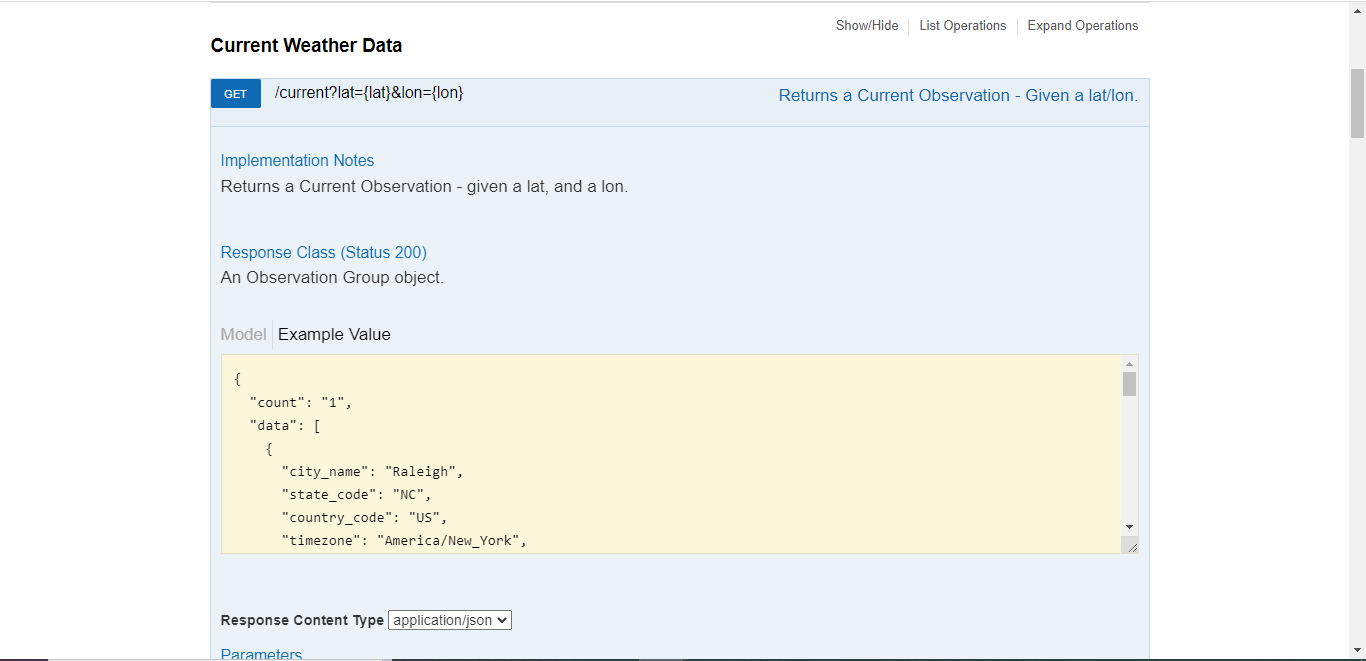 Show/Hide List Operations Expand Operations
Current Weather Data
GET /current?lat={lat}&lon={lon} Returns a Current Observation - Given a lat/lon.
Implementation Notes
Returns a Current Observation - given a lat, and a lon.
Response Class (Status 200)
An Observation Group object.
Model Example Value
{
  "count": "1",
  "data": [
    {
      "city_name": "Raleigh",
      "state_code": "NC",
      "country_code": "US",
      "timezone": "America/New_York",
Response Content Type application/json
Parameters